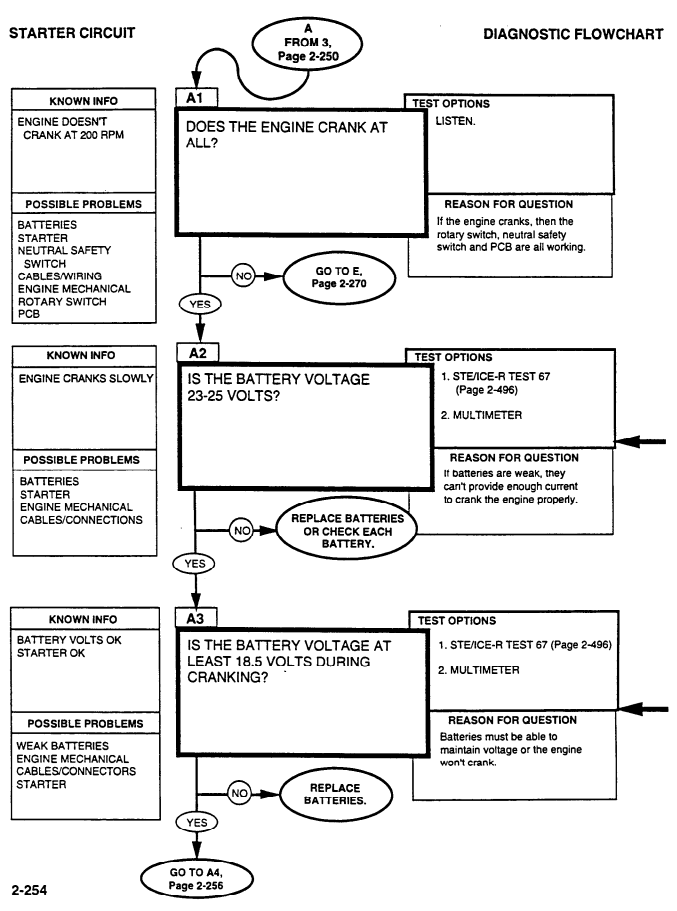 STARTER CIRCUIT
A
FROM 3,
Page 2-250
DIAGNOSTIC FLOWCHART
KNOWN INFO
ENGINE DOESN'T
CRANK AT 200 RPM
POSSIBLE PROBLEMS
BATTERIES
STARTER
NEUTRAL SAFETY
SWITCH
CABLES/WIRING
ENGINE MECHANICAL
ROTARY SWITCH
PCB
A1
DOES THE ENGINE CRANK AT
ALL?
TEST OPTIONS
LISTEN.
REASON FOR QUESTION
If the engine cranks, then the
rotary switch, neutral safety
switch and PCB are all working.
NO
GO TO E,
Page 2-270
YES
KNOWN INFO
ENGINE CRANKS SLOWLY
POSSIBLE PROBLEMS
BATTERIES
STARTER
ENGINE MECHANICAL
CABLES/CONNECTIONS
A2
IS THE BATTERY VOLTAGE
23-25 VOLTS?
TEST OPTIONS
1. STE/ICE-R TEST 67
(Page 2-496)
2. MULTIMETER
REASON FOR QUESTION
If batteries are weak, they
can't provide enough current
to crank the engine properly.
NO
REPLACE BATTERIES
OR CHECK EACH
BATTERY.
YES
KNOWN INFO
BATTERY VOLTS OK
STARTER OK
POSSIBLE PROBLEMS
WEAK BATTERIES
ENGINE MECHANICAL
CABLES/CONNECTORS
STARTER
A3
IS THE BATTERY VOLTAGE AT
LEAST 18.5 VOLTS DURING
CRANKING?
TEST OPTIONS
1. STE/ICE-R TEST 67 (Page 2-496)
2. MULTIMETER
REASON FOR QUESTION
Batteries must be able to
maintain voltage or the engine
won't crank.
NO
REPLACE
BATTERIES.
YES
GO TO A4,
Page 2-256
2-254